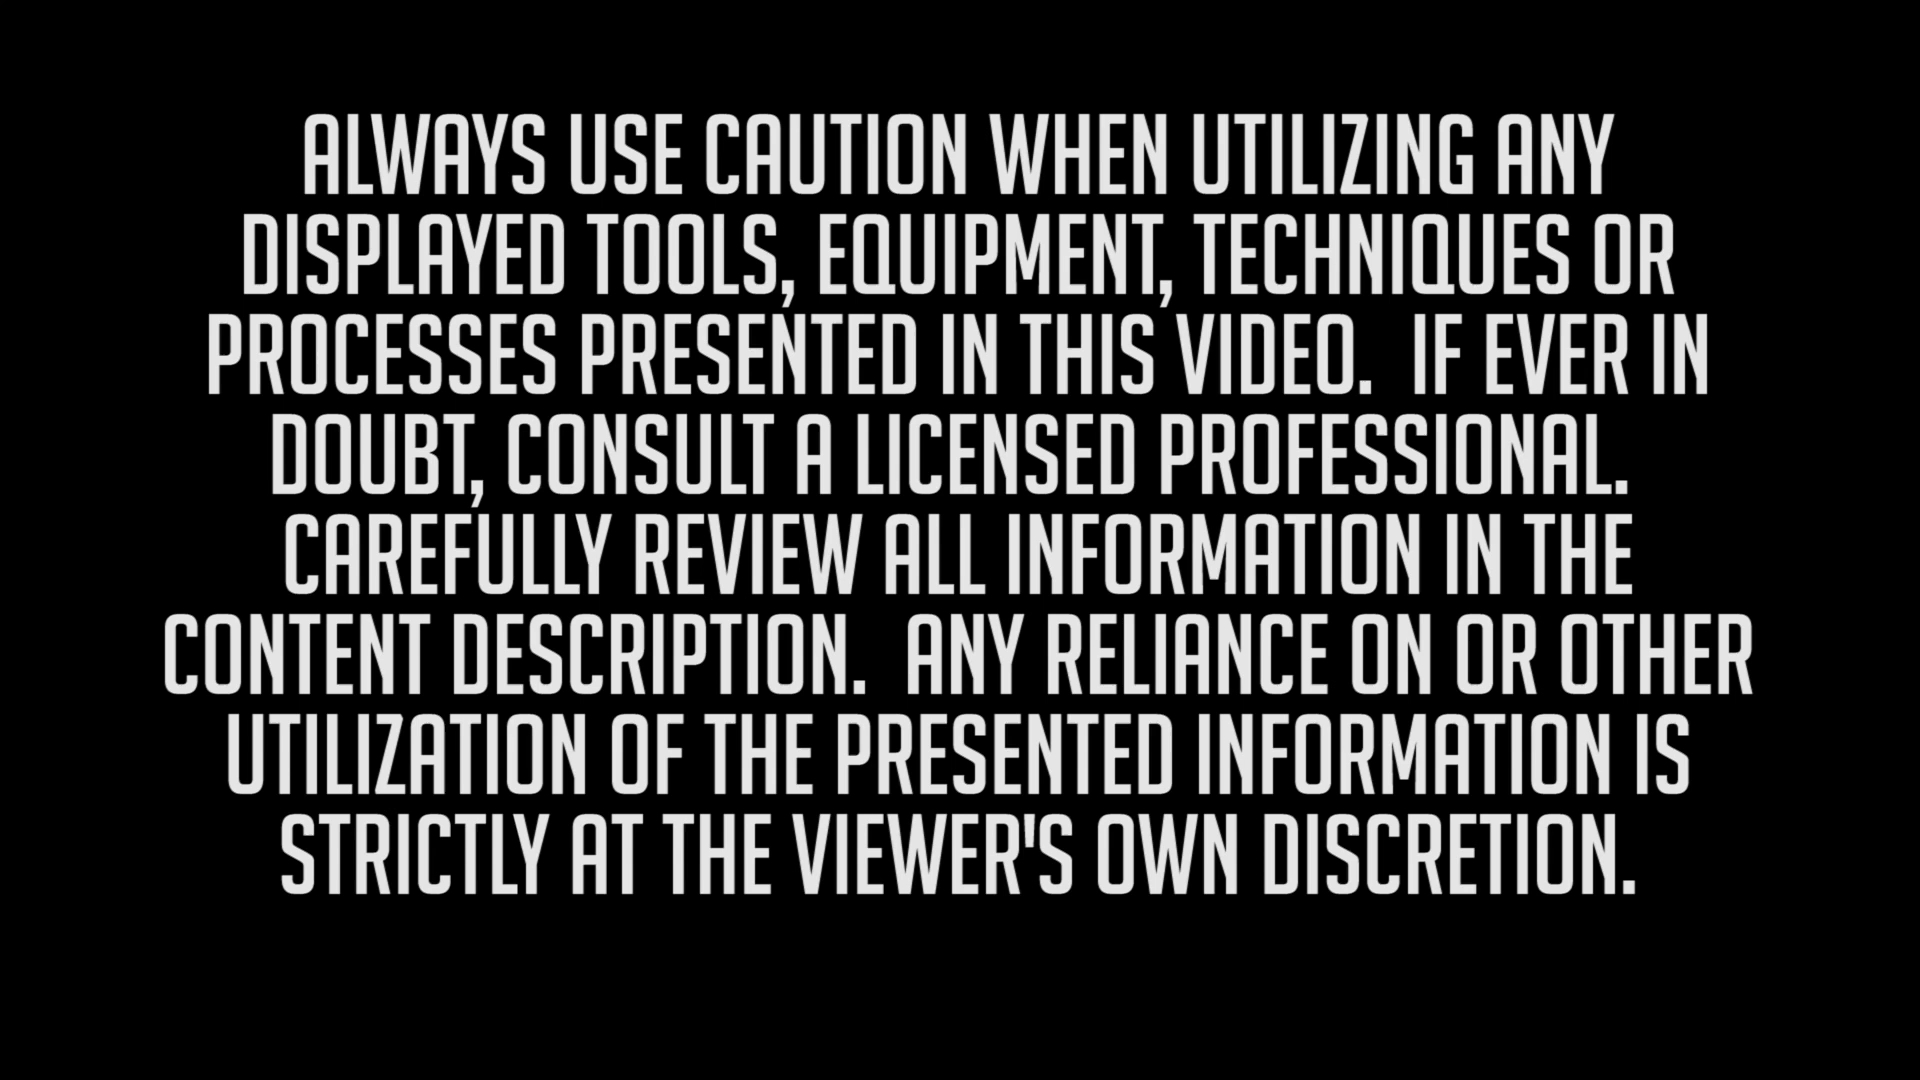 ALWAYS USE CAUTION WHEN UTILIZING ANY
DISPLAYED TOOLS, EQUIPMENT, TECHNIQUES OR
PROCESSES PRESENTED IN THIS VIDEO.  IF EVER IN
DOUBT, CONSULT A LICENSED PROFESSIONAL.
CAREFULLY REVIEW ALL INFORMATION IN THE
CONTENT DESCRIPTION.  ANY RELIANCE ON OR OTHER
UTILIZATION OF THE PRESENTED INFORMATION IS
STRICTLY AT THE VIEWER'S OWN DISCRETION.